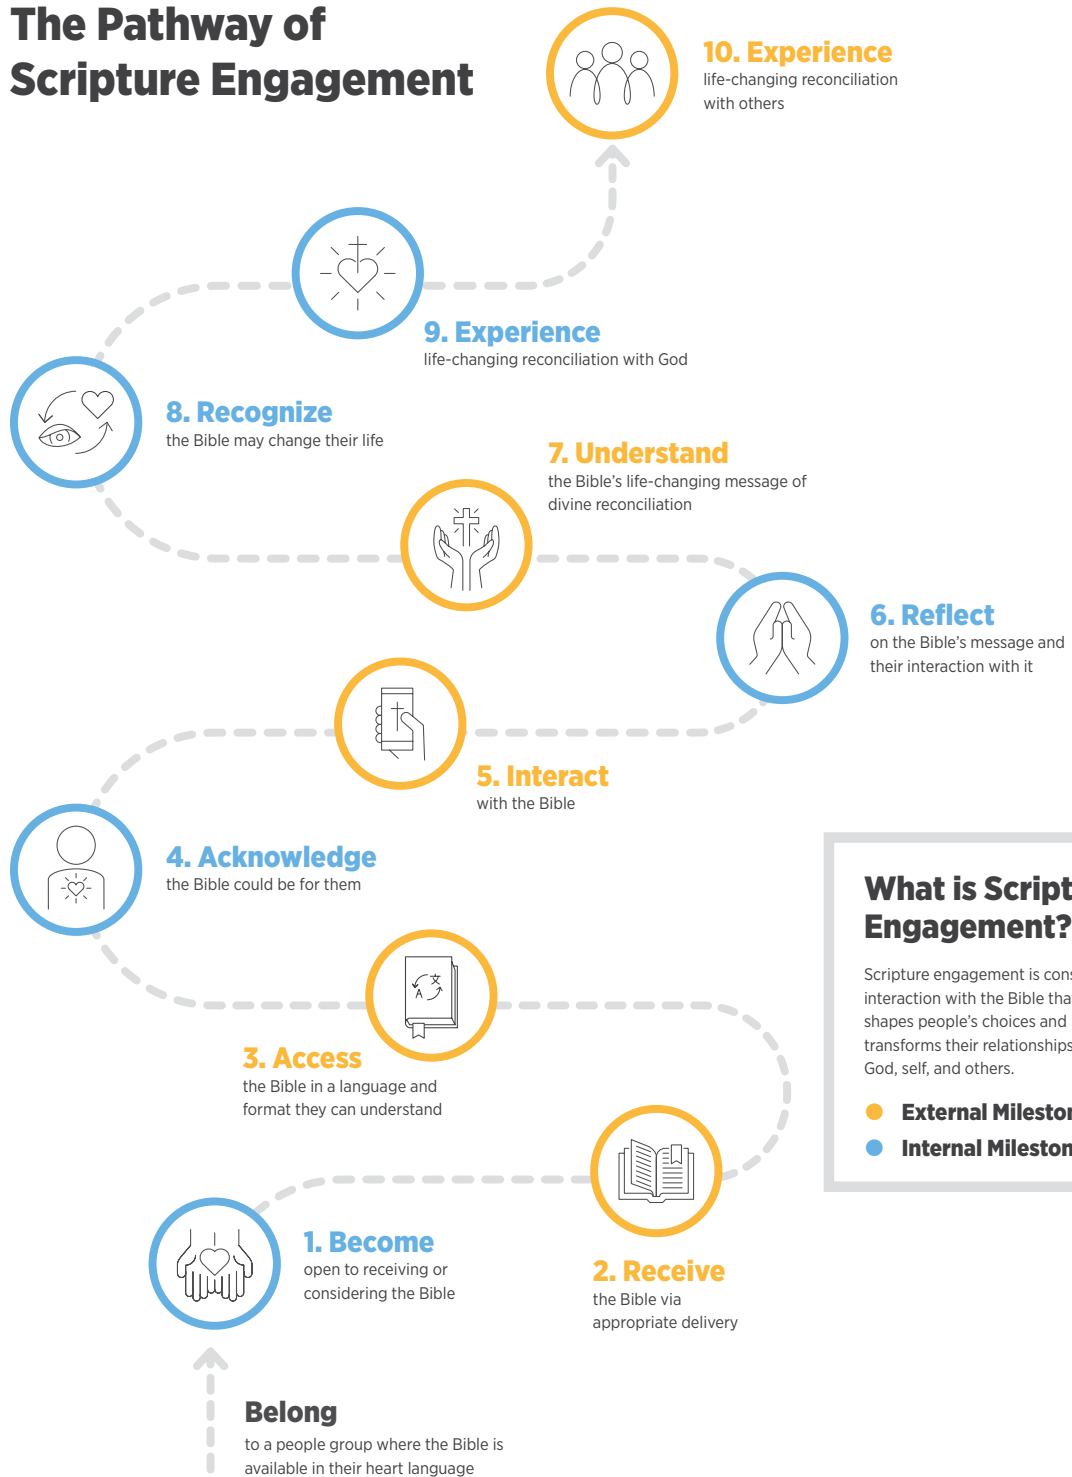 The Pathway of
Scripture Engagement
10. Experience
life-changing reconciliation
with others
9. Experience
life-changing reconciliation with God
8. Recognize
the Bible may change their life
7. Understand
the Bible's life-changing message of
divine reconciliation
6. Reflect
on the Bible's message and
their interaction with it
5. Interact
with the Bible
4. Acknowledge
the Bible could be for them
3. Access
the Bible in a language and
format they can understand
A 文
2. Receive
the Bible via
appropriate delivery
1. Become
open to receiving or
considering the Bible
Belong
to a people group where the Bible is
available in their heart language
What is Script
Engagement?
Scripture engagement is cons
interaction with the Bible tha
shapes people's choices and
transforms their relationships
God, self, and others.
External Mileston
Internal Mileston